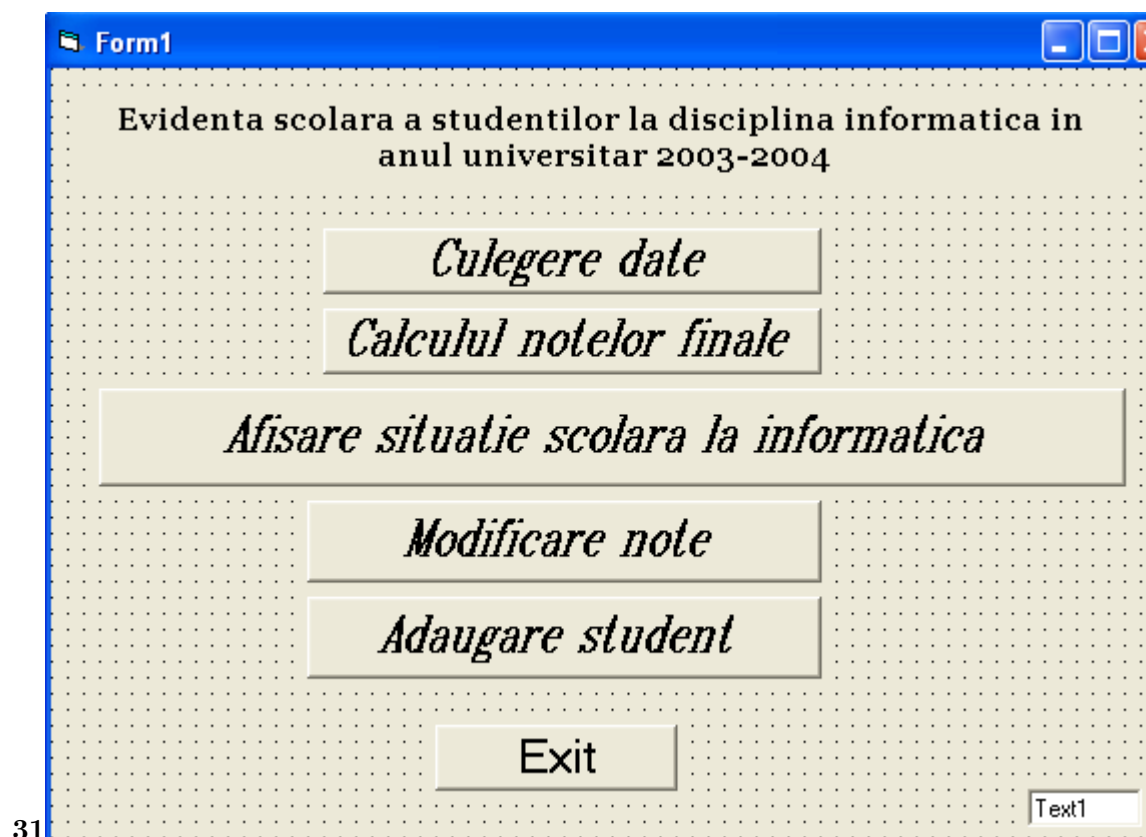 Form1
Evidenta scolara a studentilor la disciplina informatica in
anul universitar 2003-2004
Culegere date
Calculul notelor finale
Afisare situatie scolara la informatica
Modificare note
Adaugare student
Exit
Text1
31